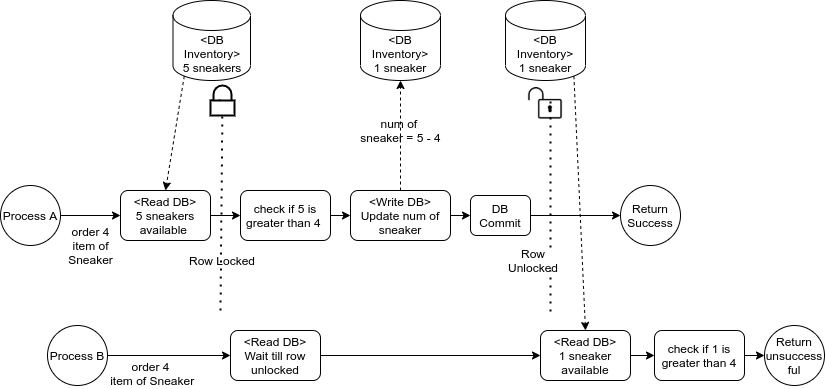 <DB
Inventory>
5 sneakers
<DB
Inventory>
1 sneaker
<DB
Inventory>
1 sneaker
num of
sneaker = 5 - 4
Process A
order 4
item of
Sneaker
<Read DB>
5 sneakers
available
check if 5 is
greater than 4
<Write DB>
Update num of
sneaker
DB
Commit
Return
Success
Row Locked
Row
Unlocked
Process B
order 4
item of Sneaker
<Read DB>
Wait till row
unlocked
<Read DB>
1 sneaker
available
check if 1 is
greater than 4
Return
unsuccess
ful